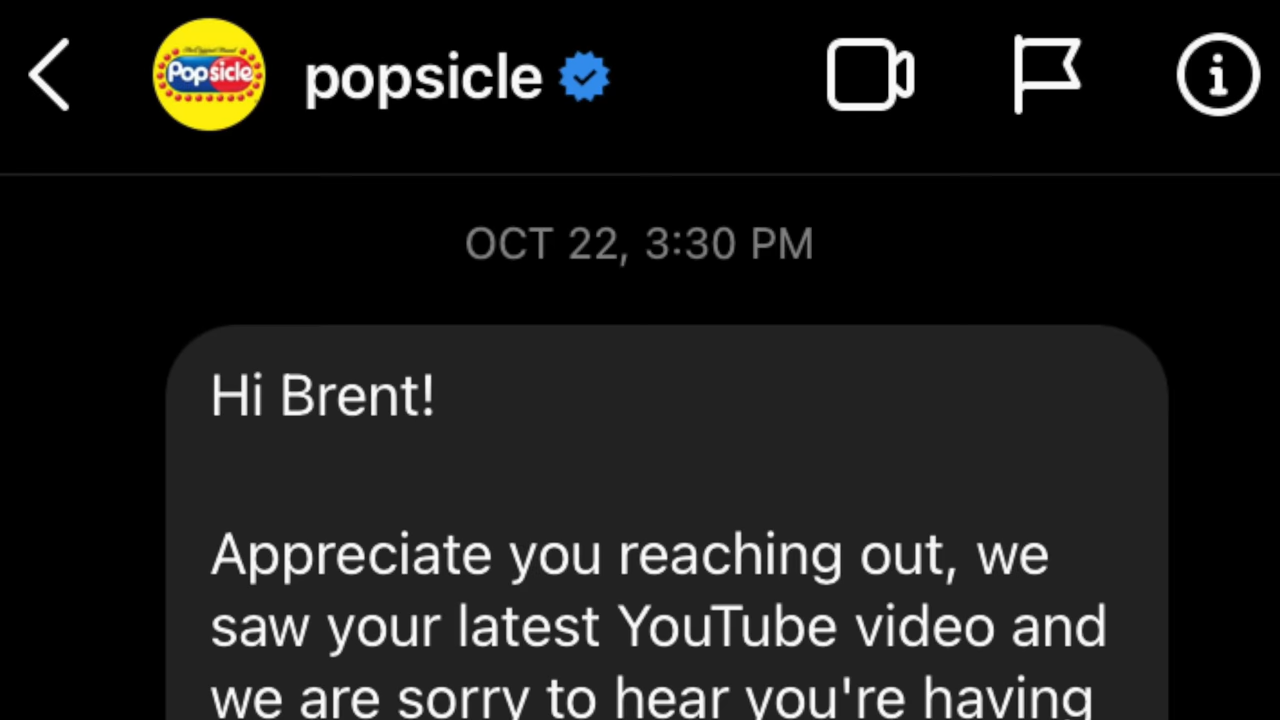 Popsicle
popsicle
OCT 22, 3:30 PM
Hi Brent!
Appreciate you reaching out, we
saw your latest YouTube video and
we are sorry to hear you're having